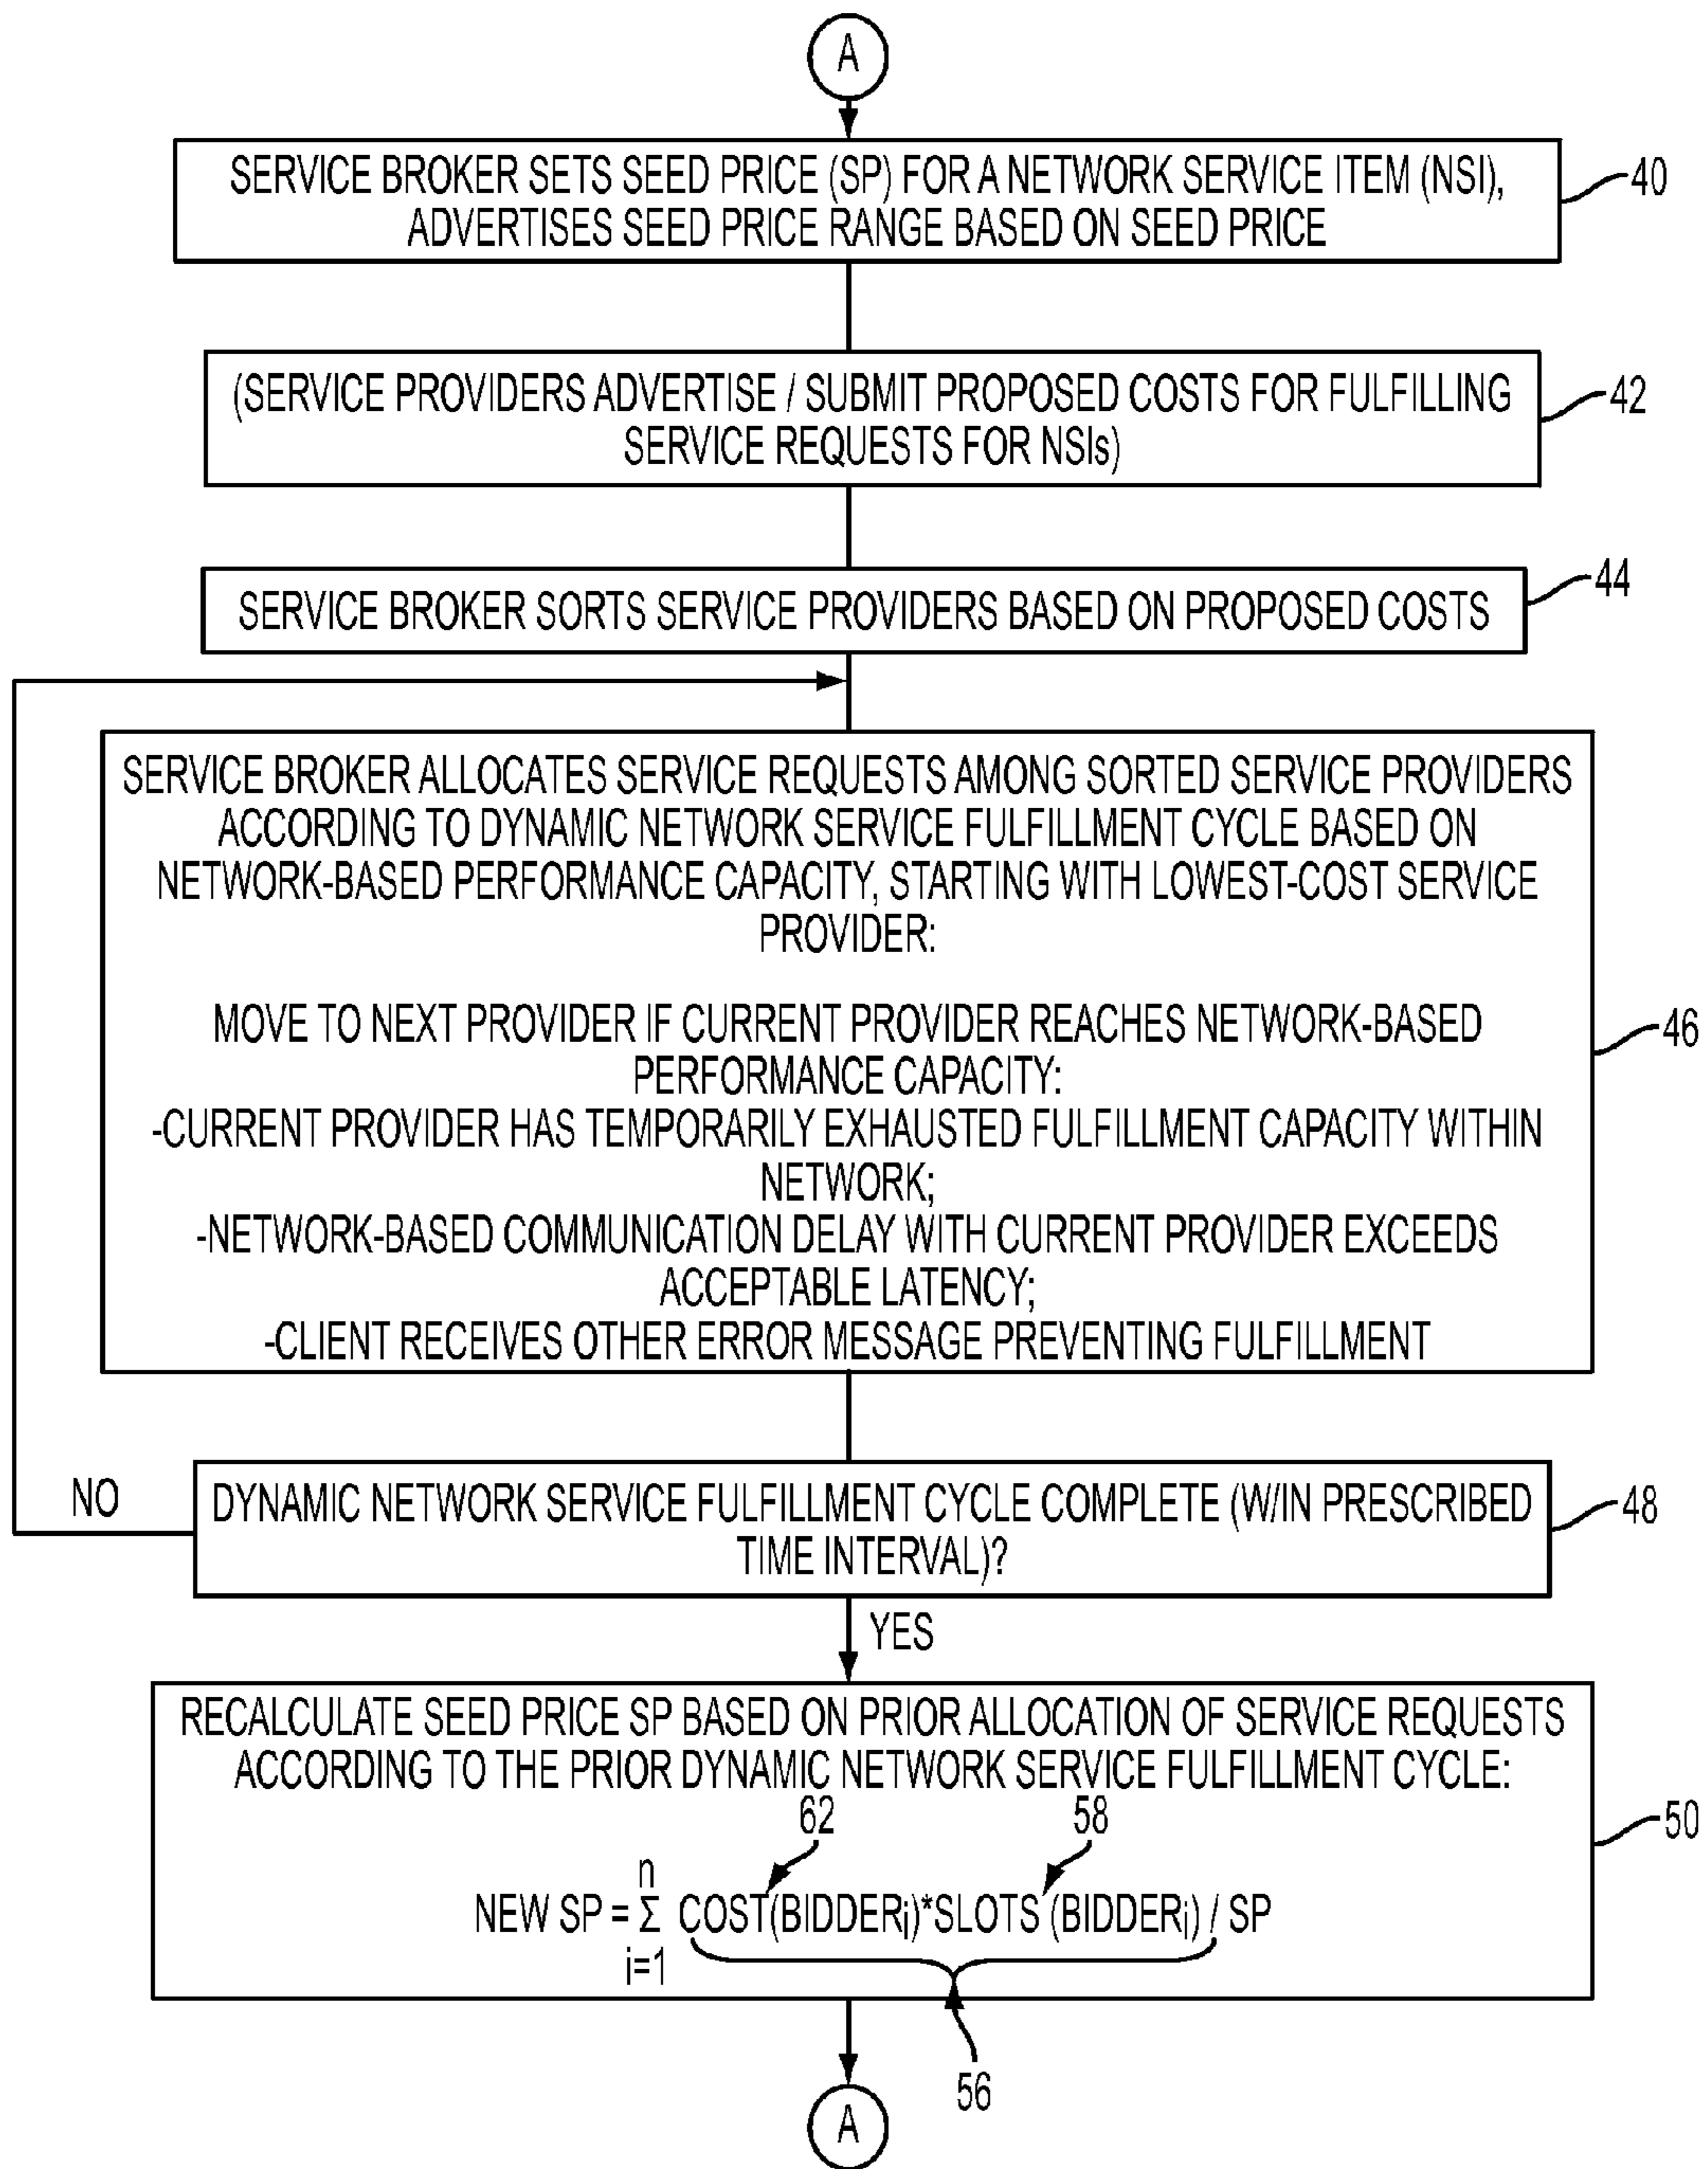 A
SERVICE BROKER SETS SEED PRICE (SP) FOR A NETWORK SERVICE ITEM (NSI),
ADVERTISES SEED PRICE RANGE BASED ON SEED PRICE
40
(SERVICE PROVIDERS ADVERTISE / SUBMIT PROPOSED COSTS FOR FULFILLING
SERVICE REQUESTS FOR NSIs)
42
SERVICE BROKER SORTS SERVICE PROVIDERS BASED ON PROPOSED COSTS
44
SERVICE BROKER ALLOCATES SERVICE REQUESTS AMONG SORTED SERVICE PROVIDERS
ACCORDING TO DYNAMIC NETWORK SERVICE FULFILLMENT CYCLE BASED ON
NETWORK-BASED PERFORMANCE CAPACITY, STARTING WITH LOWEST-COST SERVICE
PROVIDER:
MOVE TO NEXT PROVIDER IF CURRENT PROVIDER REACHES NETWORK-BASED
PERFORMANCE CAPACITY:
-CURRENT PROVIDER HAS TEMPORARILY EXHAUSTED FULFILLMENT CAPACITY WITHIN
NETWORK;
-NETWORK-BASED COMMUNICATION DELAY WITH CURRENT PROVIDER EXCEEDS
ACCEPTABLE LATENCY;
-CLIENT RECEIVES OTHER ERROR MESSAGE PREVENTING FULFILLMENT
46
NO
DYNAMIC NETWORK SERVICE FULFILLMENT CYCLE COMPLETE (W/IN PRESCRIBED
TIME INTERVAL)?
48
YES
RECALCULATE SEED PRICE SP BASED ON PRIOR ALLOCATION OF SERVICE REQUESTS
ACCORDING TO THE PRIOR DYNAMIC NETWORK SERVICE FULFILLMENT CYCLE:
62 58
50
n
NEW SP = Σ COST(BIDDERi)*SLOTS (BIDDERi) / SP
i=1
56
A